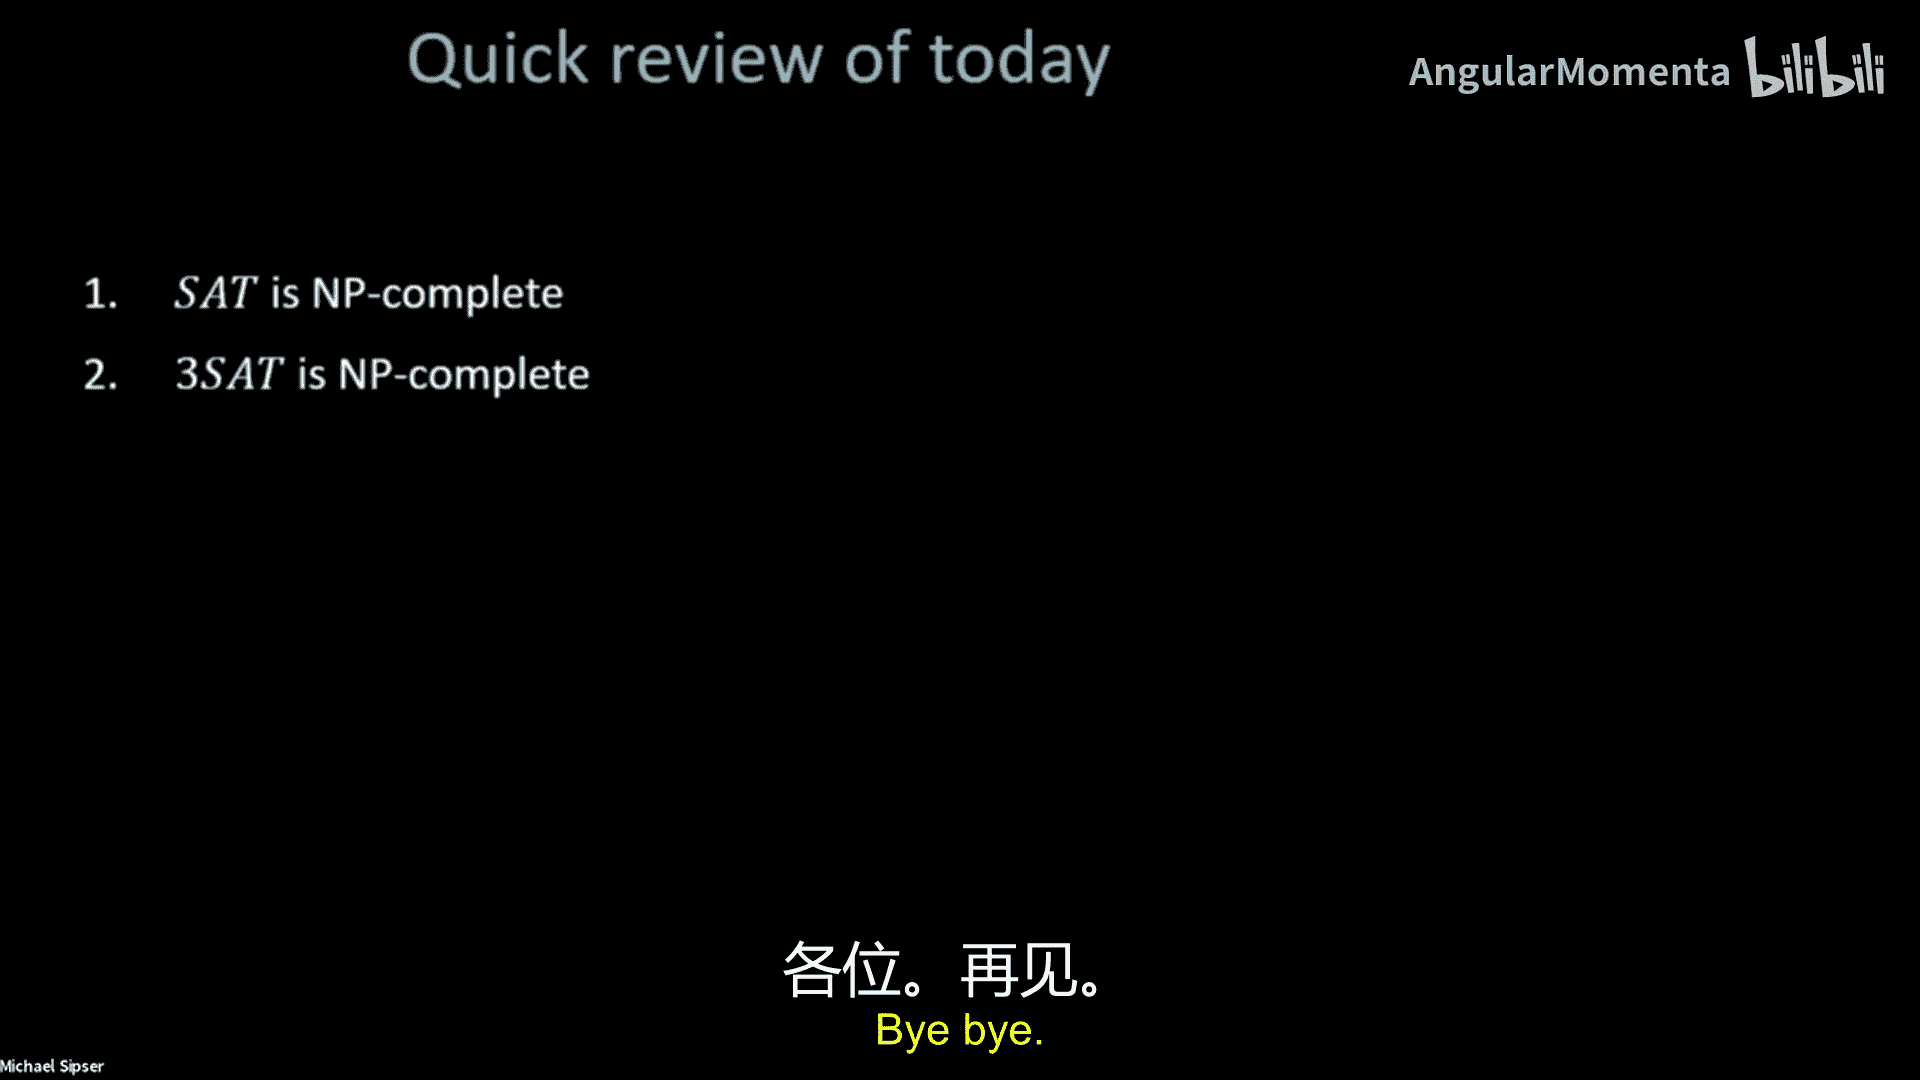 Quick review of today
AngularMomenta bilibili
1. SAT is NP-complete
2. 3SAT is NP-complete
各位。再见。
Bye bye.
Michael Sipser